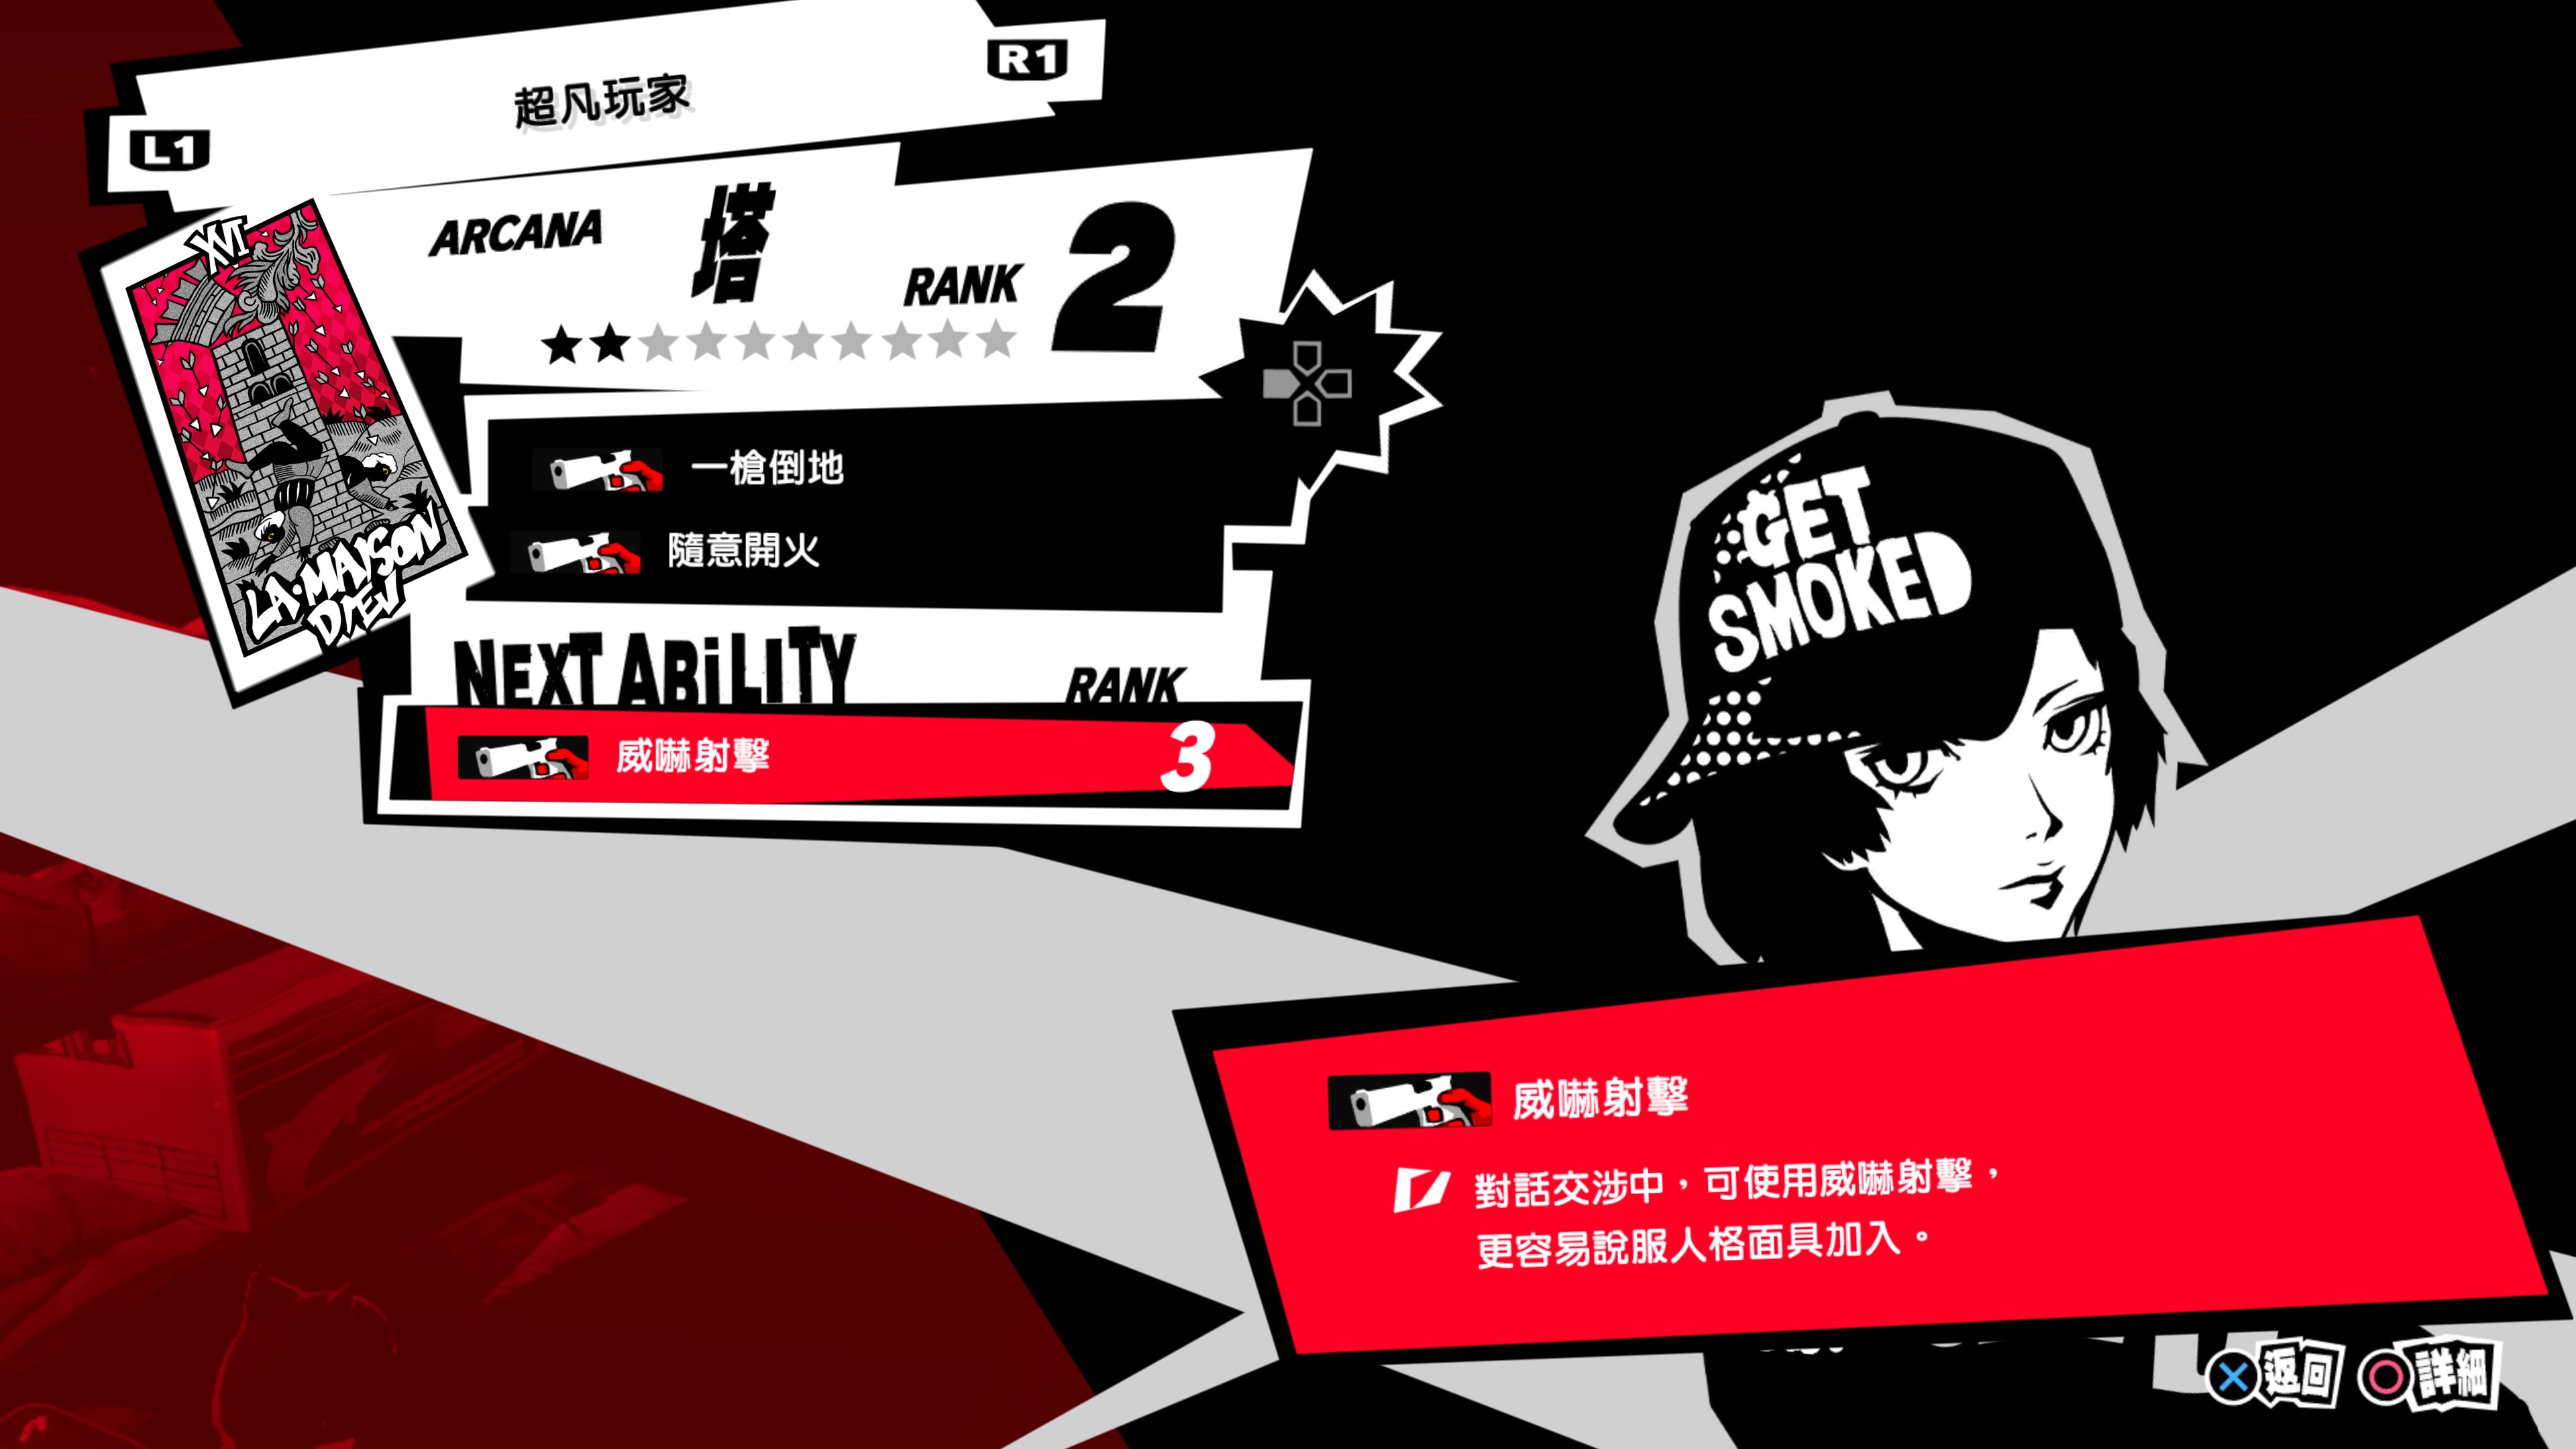 超凡玩家
L1
R1
ARCANA 塔
RANK 2
XVI
LA·MAISON
DIEV
一槍倒地
隨意開火
NEXT ABiLITY
RANK
威嚇射擊 3
GET
SMOKED
威嚇射擊
對話交涉中，可使用威嚇射擊，
更容易說服人格面具加入。
返回 詳細